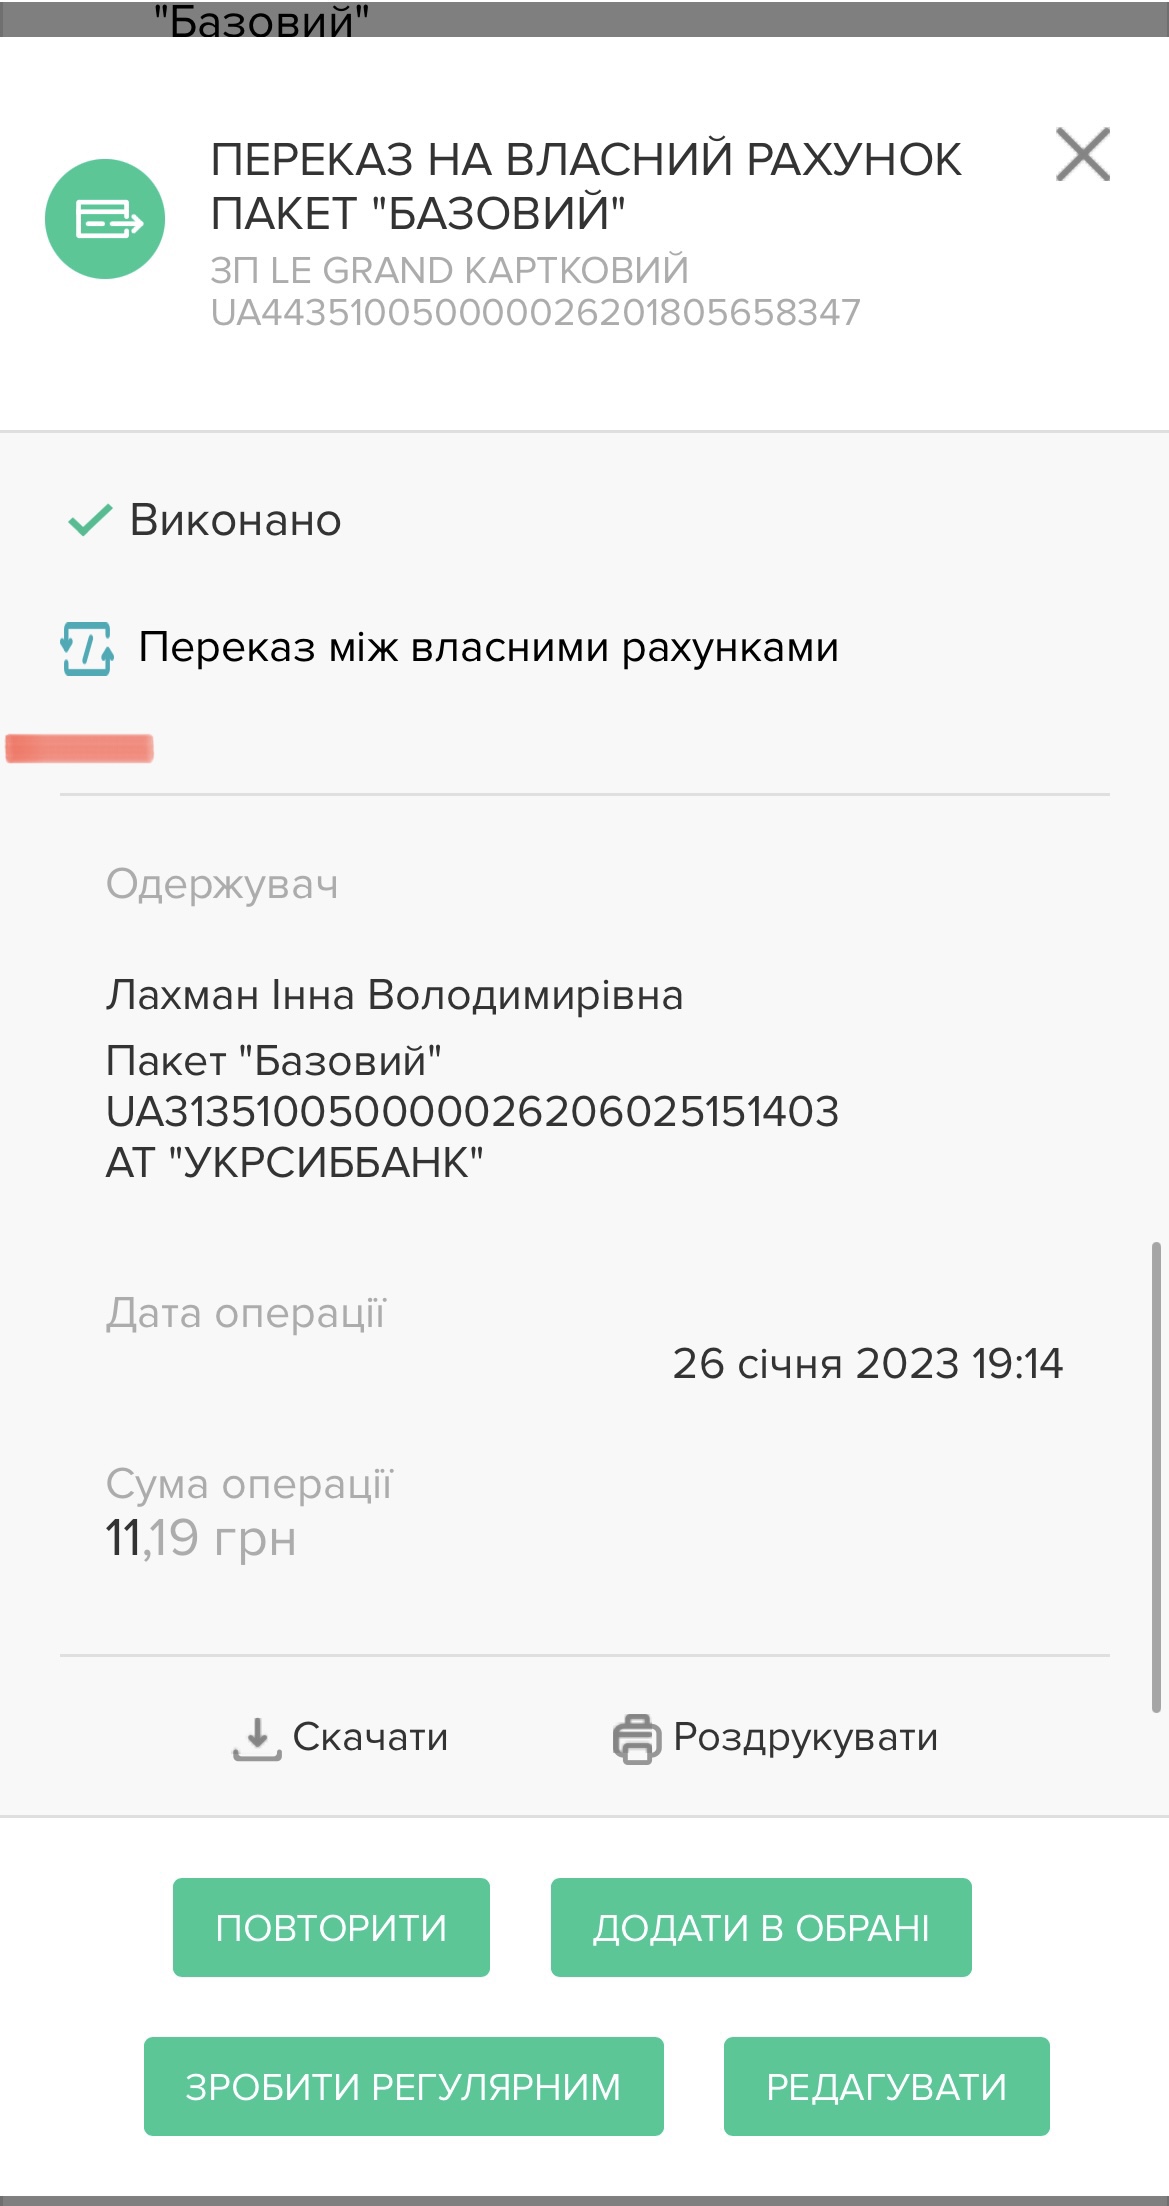 "Базовий"
ПЕРЕКАЗ НА ВЛАСНИЙ РАХУНОК
ПАКЕТ "БАЗОВИЙ"
ЗП LE GRAND КАРТКОВИЙ
UA443510050000026201805658347
Виконано
Переказ між власними рахунками
Одержувач
Лахман Інна Володимирівна
Пакет "Базовий"
UA313510050000026206025151403
АТ "УКРСИББАНК"
Дата операції
26 січня 2023 19:14
Сума операції
11,19 грн
Скачати
Роздрукувати
ПОВТОРИТИ
ДОДАТИ В ОБРАНІ
ЗРОБИТИ РЕГУЛЯРНИМ
РЕДАГУВАТИ